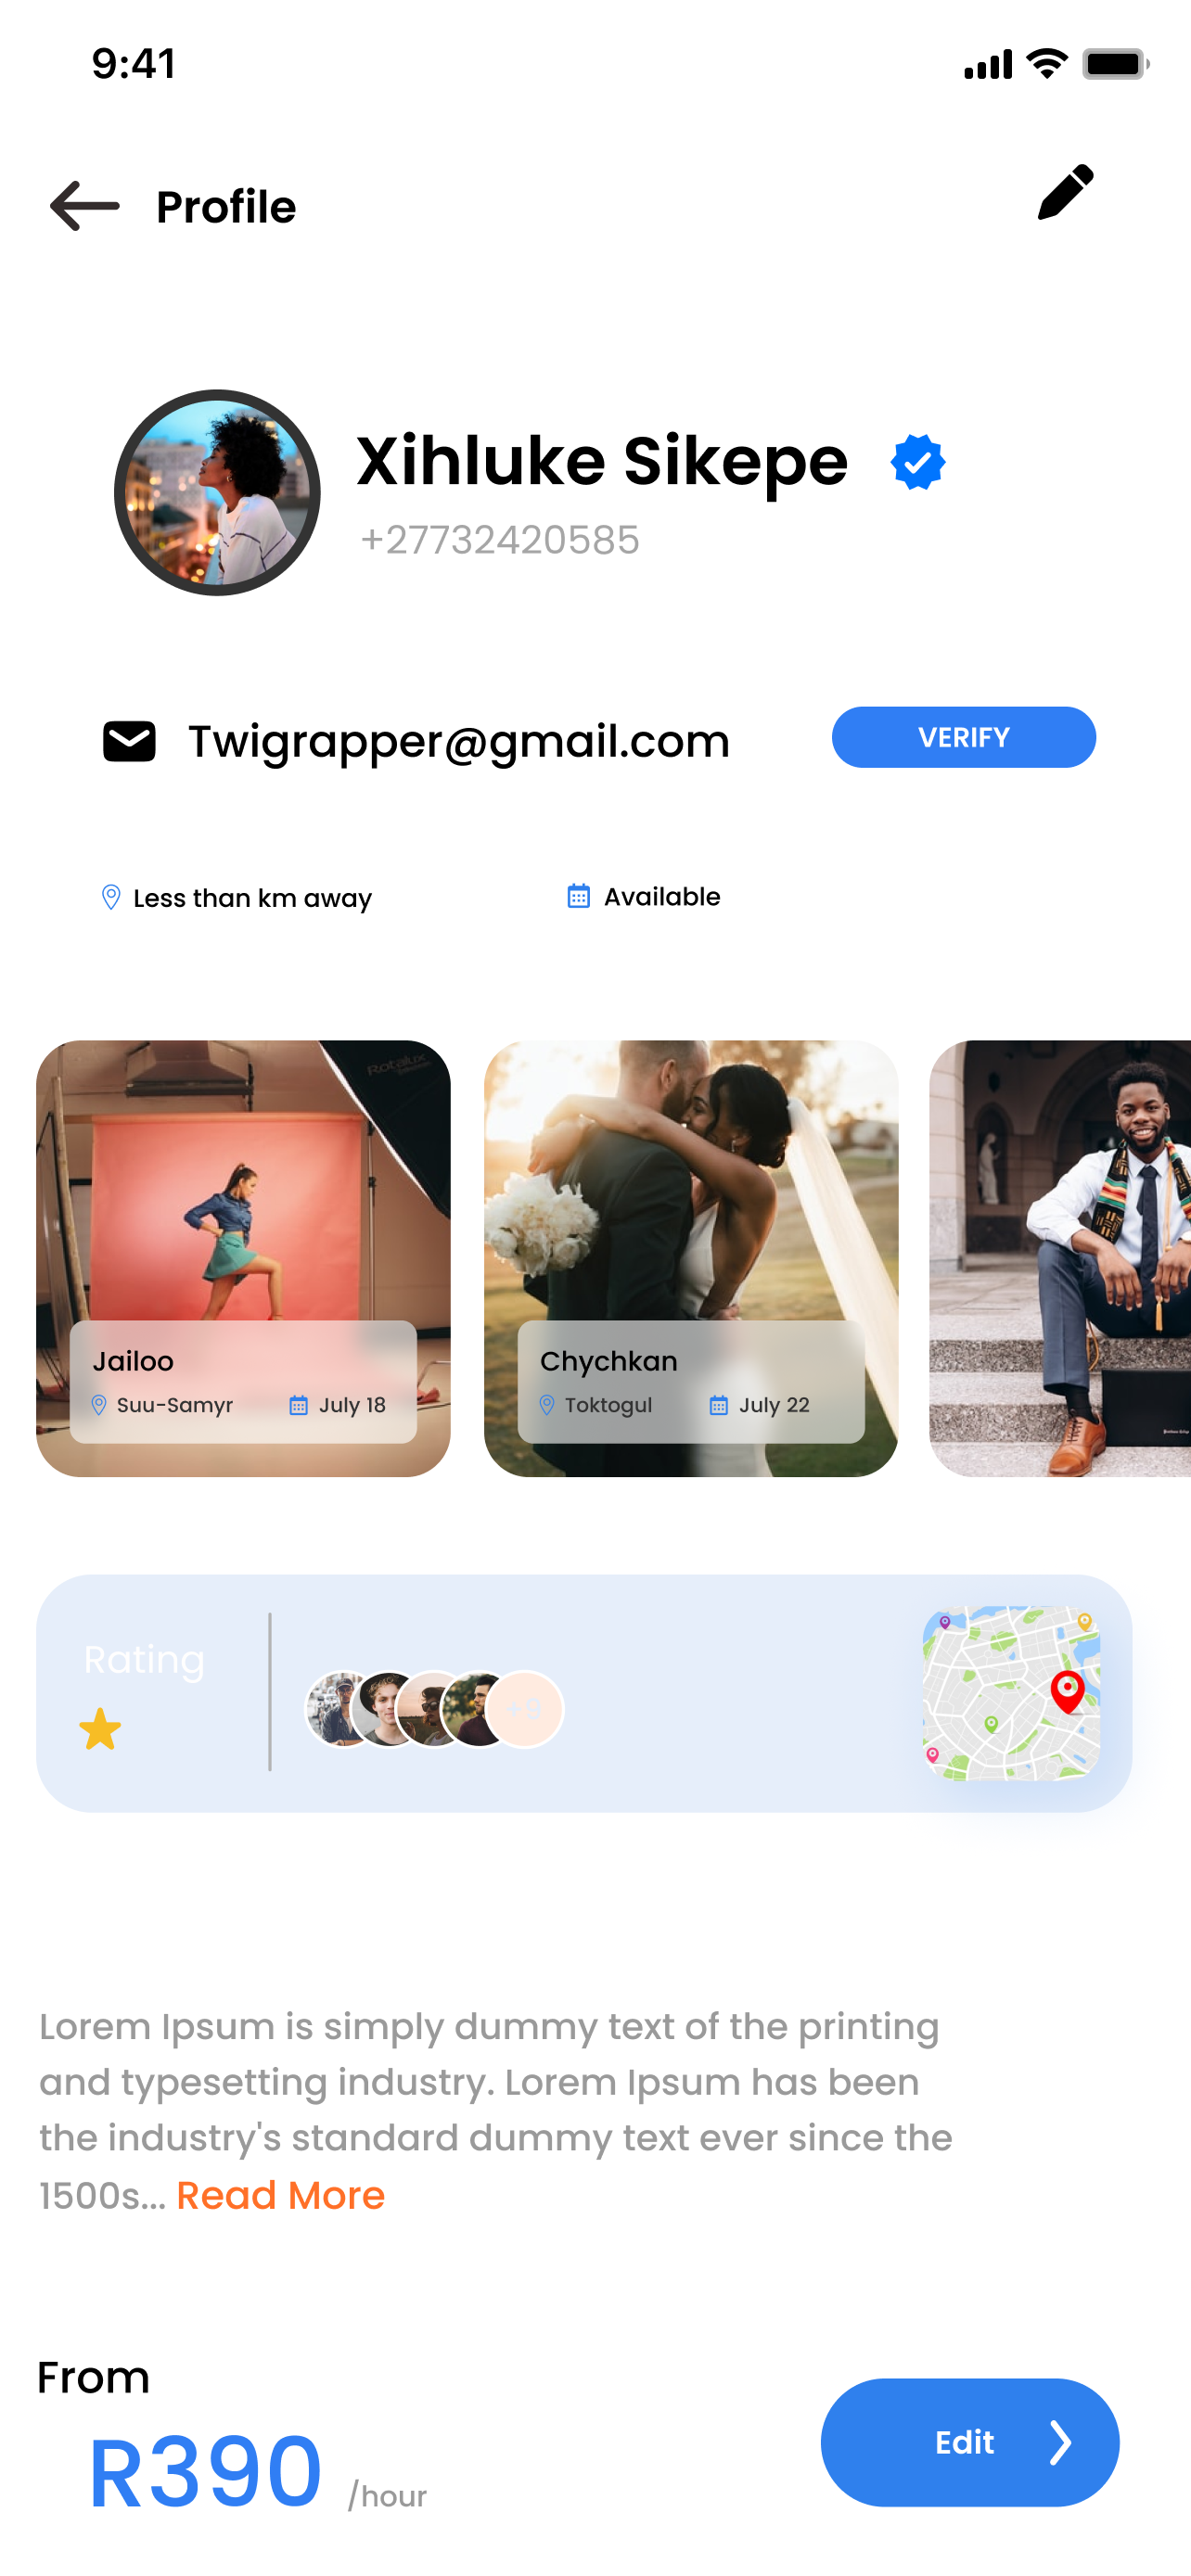 9:41
Profile
Xihluke Sikepe
+27732420585
Twigrapper@gmail.com
VERIFY
Less than km away
Available
Rotalux
Jailoo
Suu-Samyr
July 18
Chychkan
Toktogul
July 22
Rating
+9
Lorem Ipsum is simply dummy text of the printing
and typesetting industry. Lorem Ipsum has been
the industry's standard dummy text ever since the
1500s... Read More
From
R390 /hour
Edit